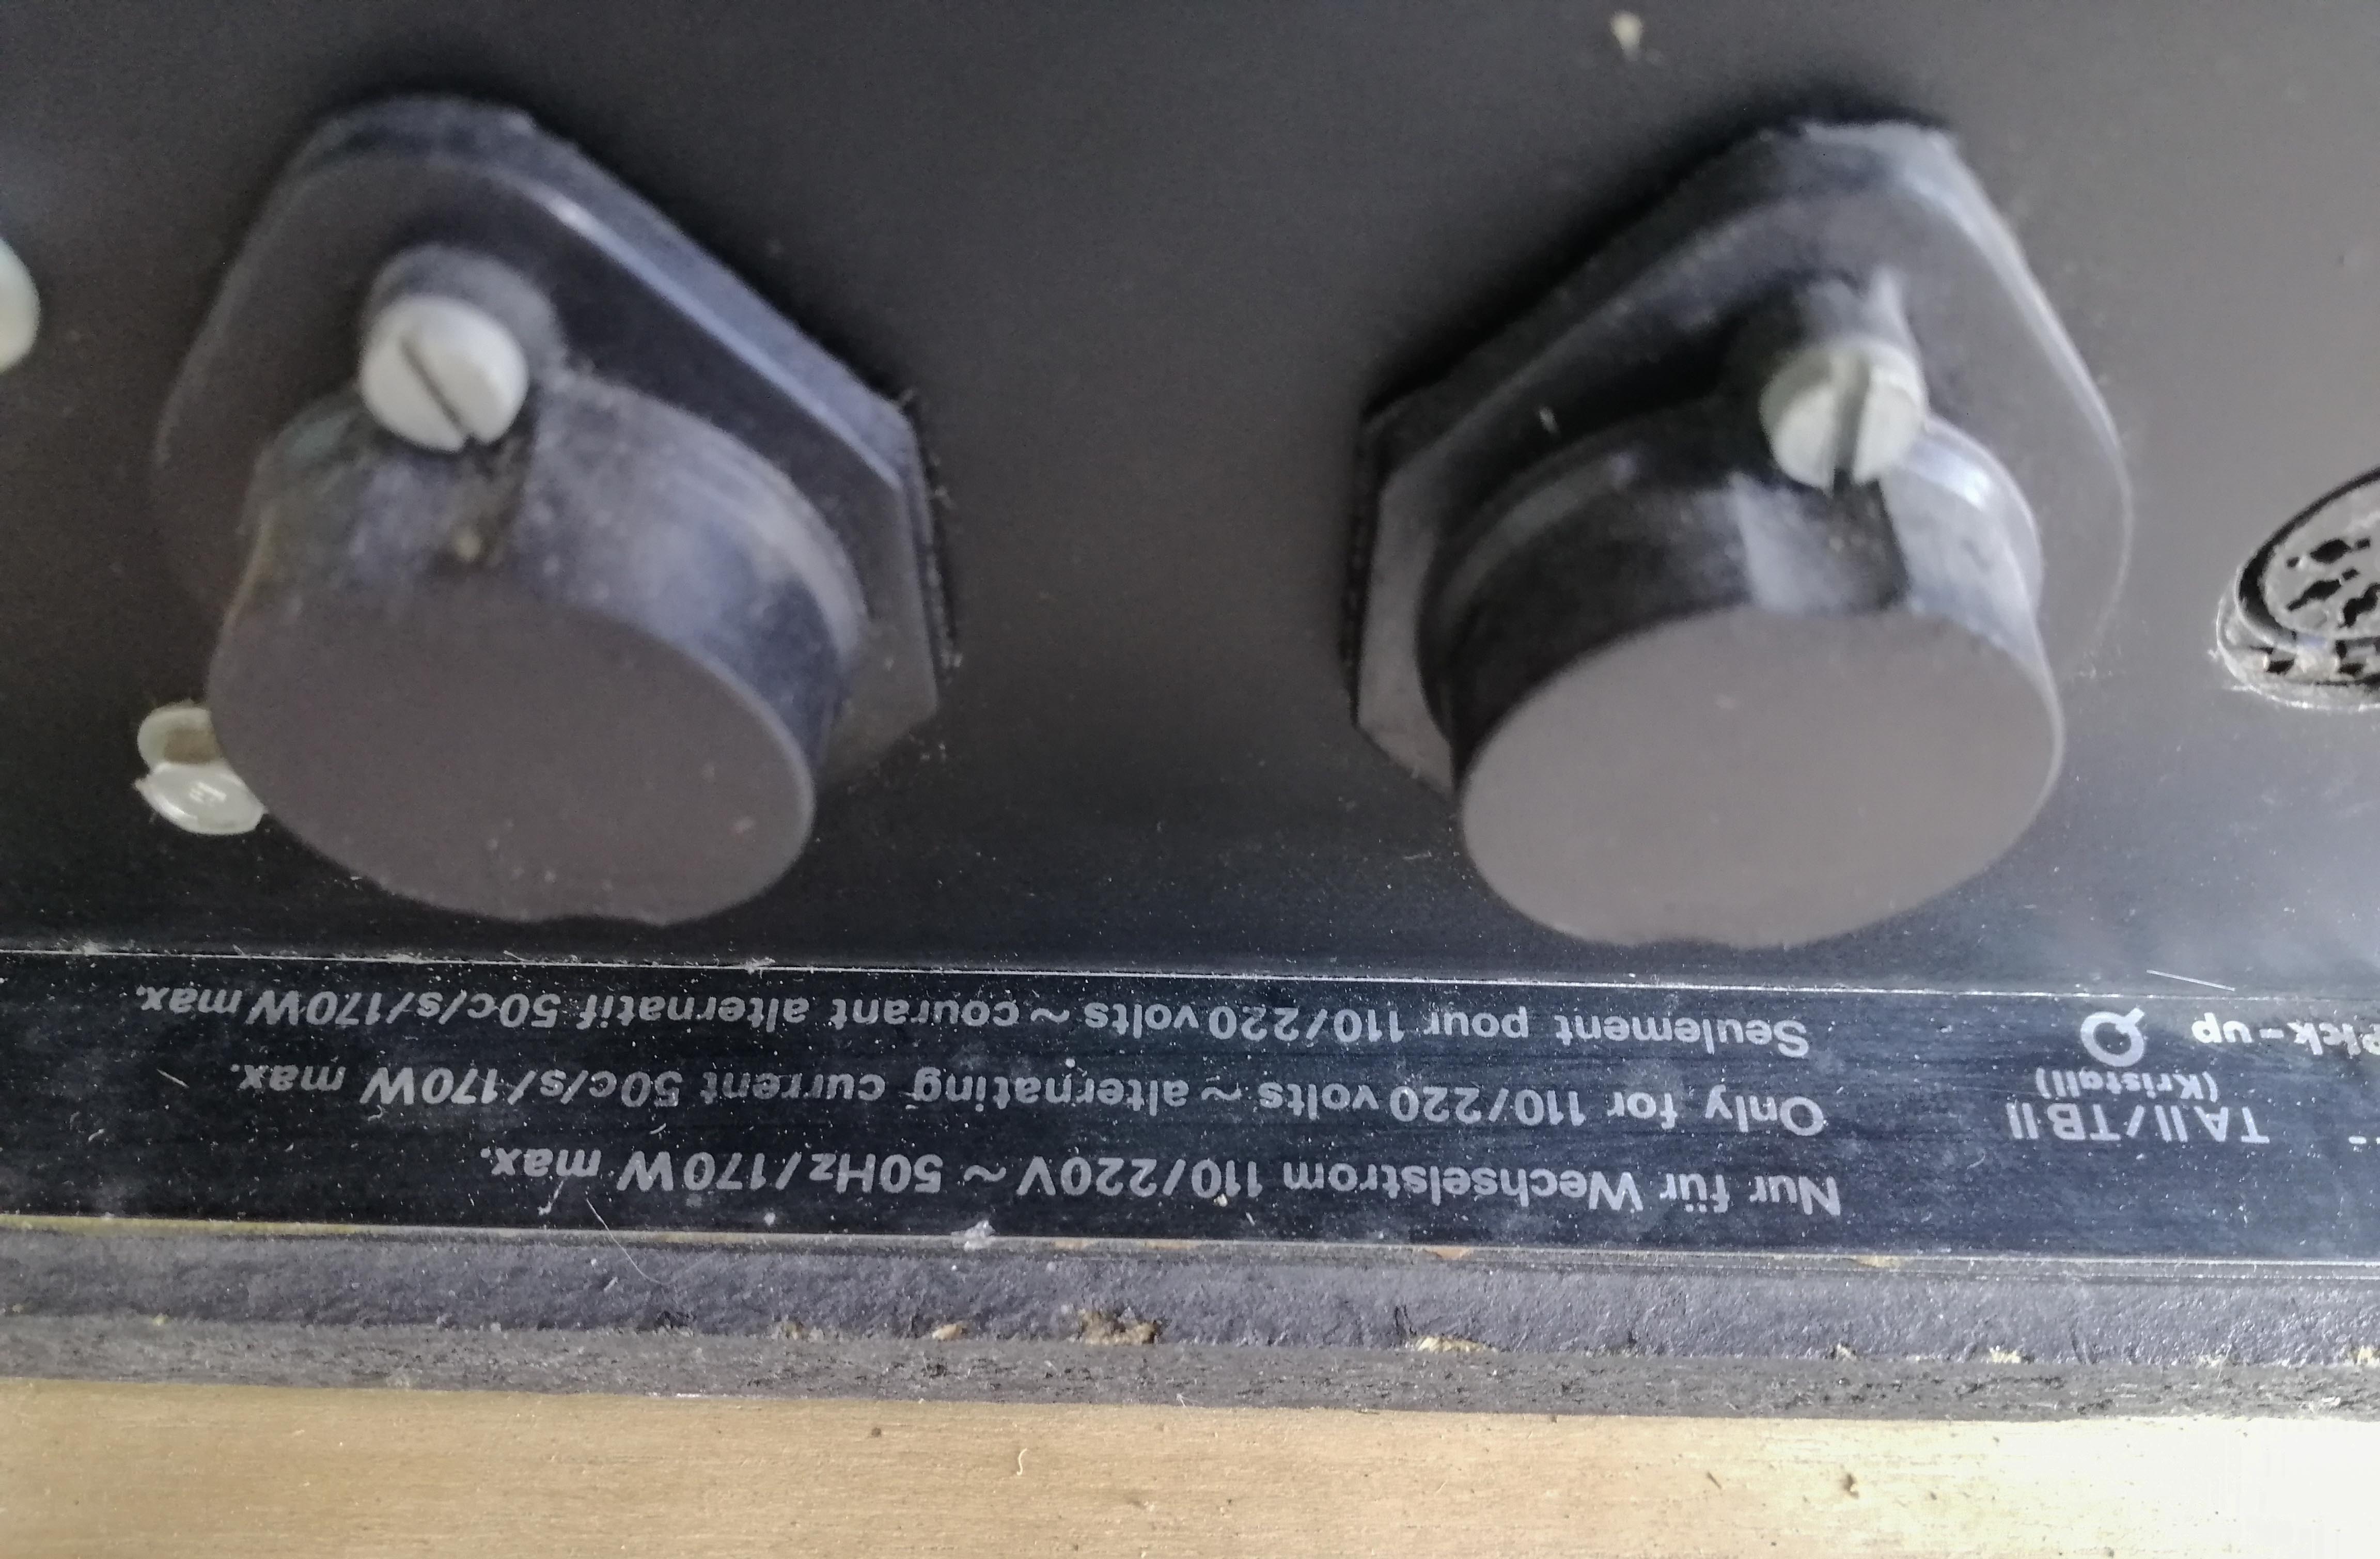 Nur für Wechselstrom 110/220V ~ 50Hz/170W max.
Only for 110/220 volts ~ alternating current 50c/s/170W max.
Seulement pour 110/220 volts ~ courant alternatif 50c/s/170W max.
TA II/TB II
(Kristall)
Pick-up